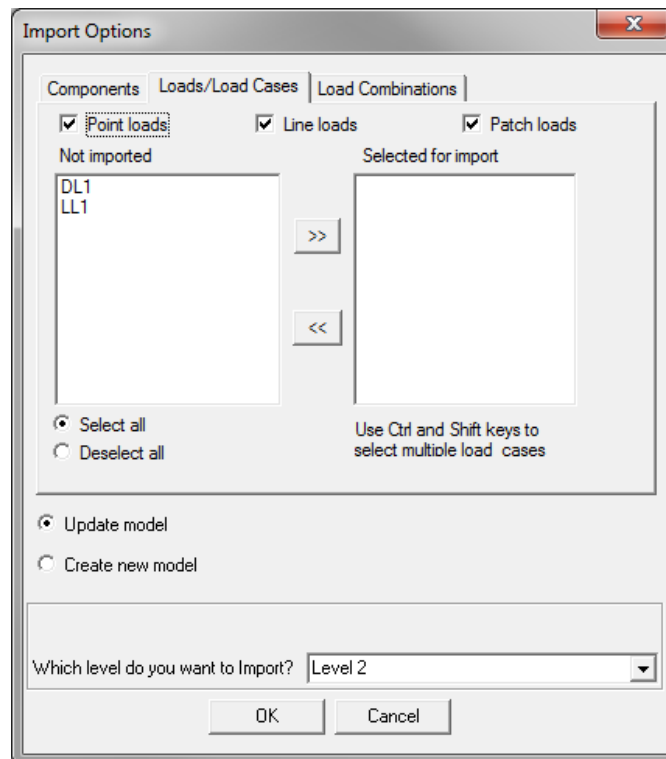 Import Options
x
Components Loads/Load Cases Load Combinations
Point loads Line loads Patch loads
Not imported Selected for import
DL1
LL1
>>
<<
Select all
Deselect all
Use Ctrl and Shift keys to
select multiple load cases
Update model
Create new model
Which level do you want to Import? Level 2
OK Cancel